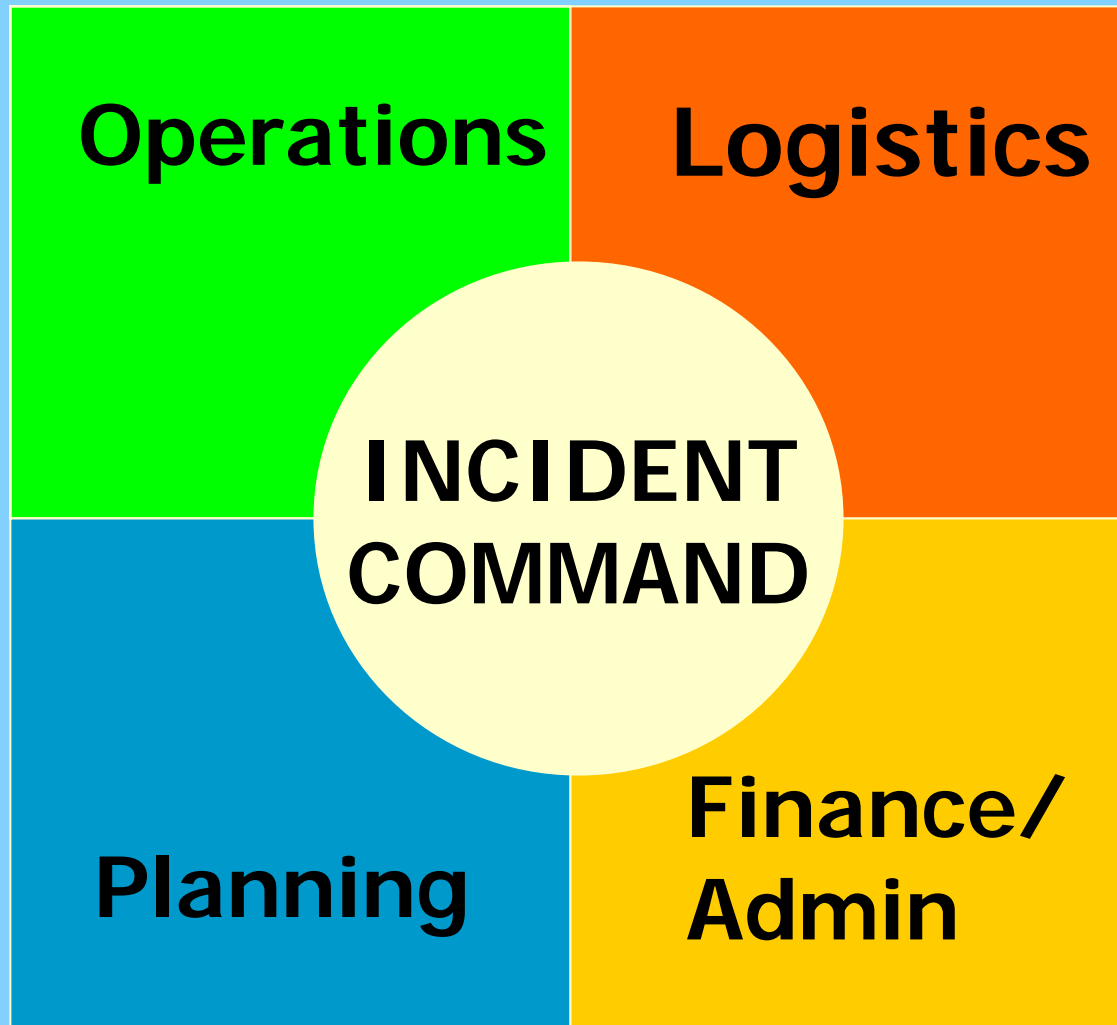 Operations
Logistics
INCIDENT
COMMAND
Planning
Finance/
Admin